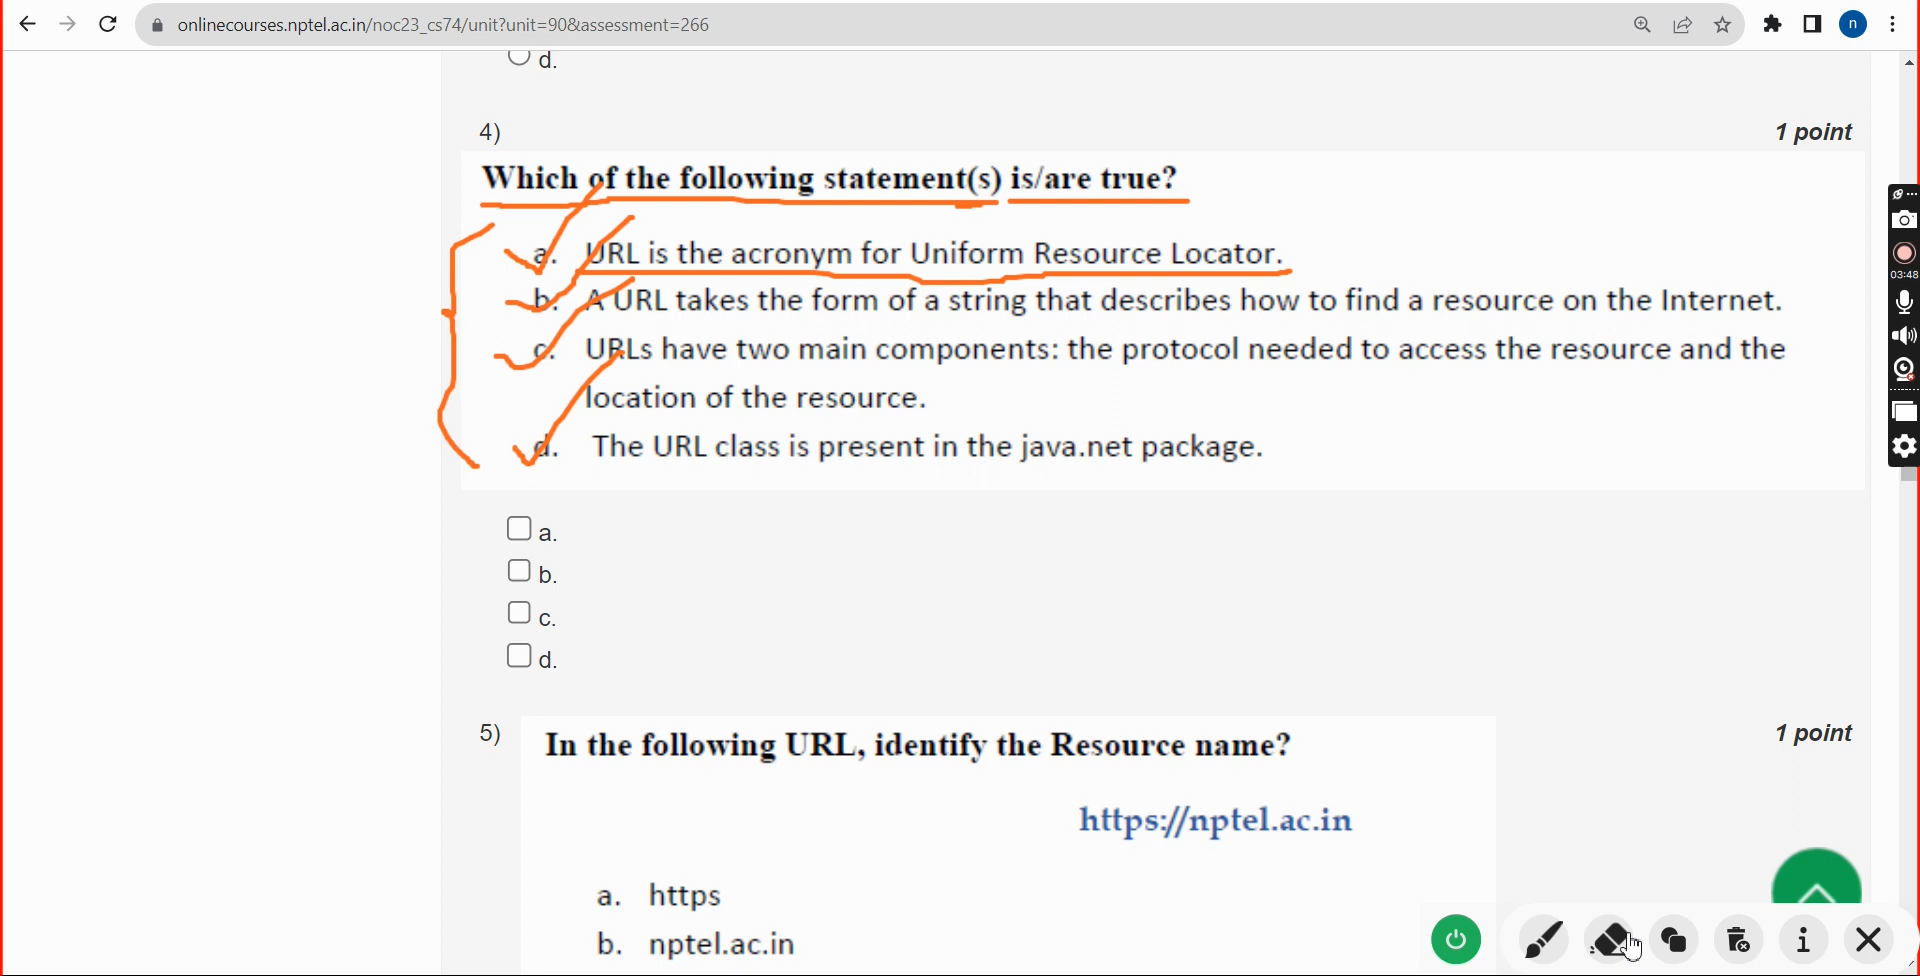 onlinecourses.nptel.ac.in/noc23_cs74/unit?unit=90&assessment=266
n
d.
4)
1 point
Which of the following statement(s) is/are true?
a. URL is the acronym for Uniform Resource Locator.
b. A URL takes the form of a string that describes how to find a resource on the Internet.
c. URLs have two main components: the protocol needed to access the resource and the
location of the resource.
d. The URL class is present in the java.net package.
03:48
a.
b.
c.
d.
5)
1 point
In the following URL, identify the Resource name?
https://nptel.ac.in
a. https
b. nptel.ac.in